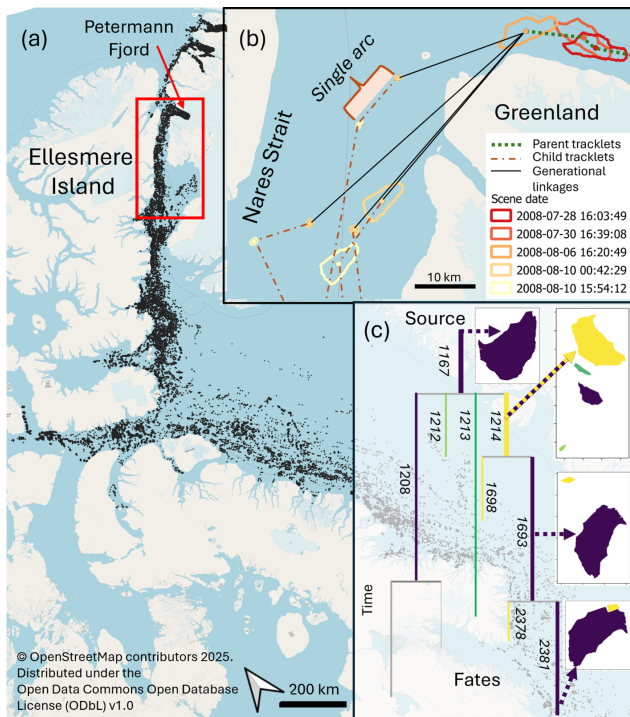 (a)
Petermann
Fjord
Ellesmere
Island
© OpenStreetMap contributors 2025.
Distributed under the
Open Data Commons Open Database
License (ODbL) v1.0
200 km
(b)
Single arc
Nares Strait
Greenland
Parent tracklets
Child tracklets
Generational
linkages
Scene date
2008-07-28 16:03:49
2008-07-30 16:39:08
2008-08-06 16:20:49
2008-08-10 00:42:29
2008-08-10 15:54:12
10 km
(c)
Source
1167
1212
1213
1214
1208
1698
1693
2378
2381
Time
Fates